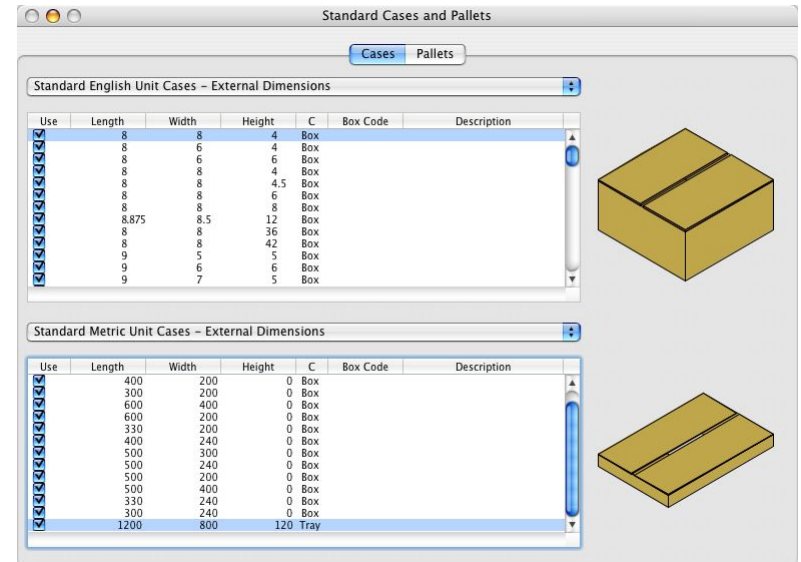 Standard Cases and Pallets
Cases Pallets
Standard English Unit Cases – External Dimensions
Use Length Width Height C Box Code Description
8 8 4 Box
8 6 4 Box
8 6 6 Box
8 8 4 Box
8 8 4.5 Box
8 8 6 Box
8 8 8 Box
8.875 8.5 12 Box
8 8 36 Box
8 8 42 Box
9 5 5 Box
9 6 6 Box
9 7 5 Box
Standard Metric Unit Cases – External Dimensions
Use Length Width Height C Box Code Description
400 200 0 Box
300 200 0 Box
600 400 0 Box
600 200 0 Box
330 200 0 Box
400 240 0 Box
500 300 0 Box
500 240 0 Box
500 200 0 Box
500 400 0 Box
330 240 0 Box
300 240 0 Box
1200 800 120 Tray